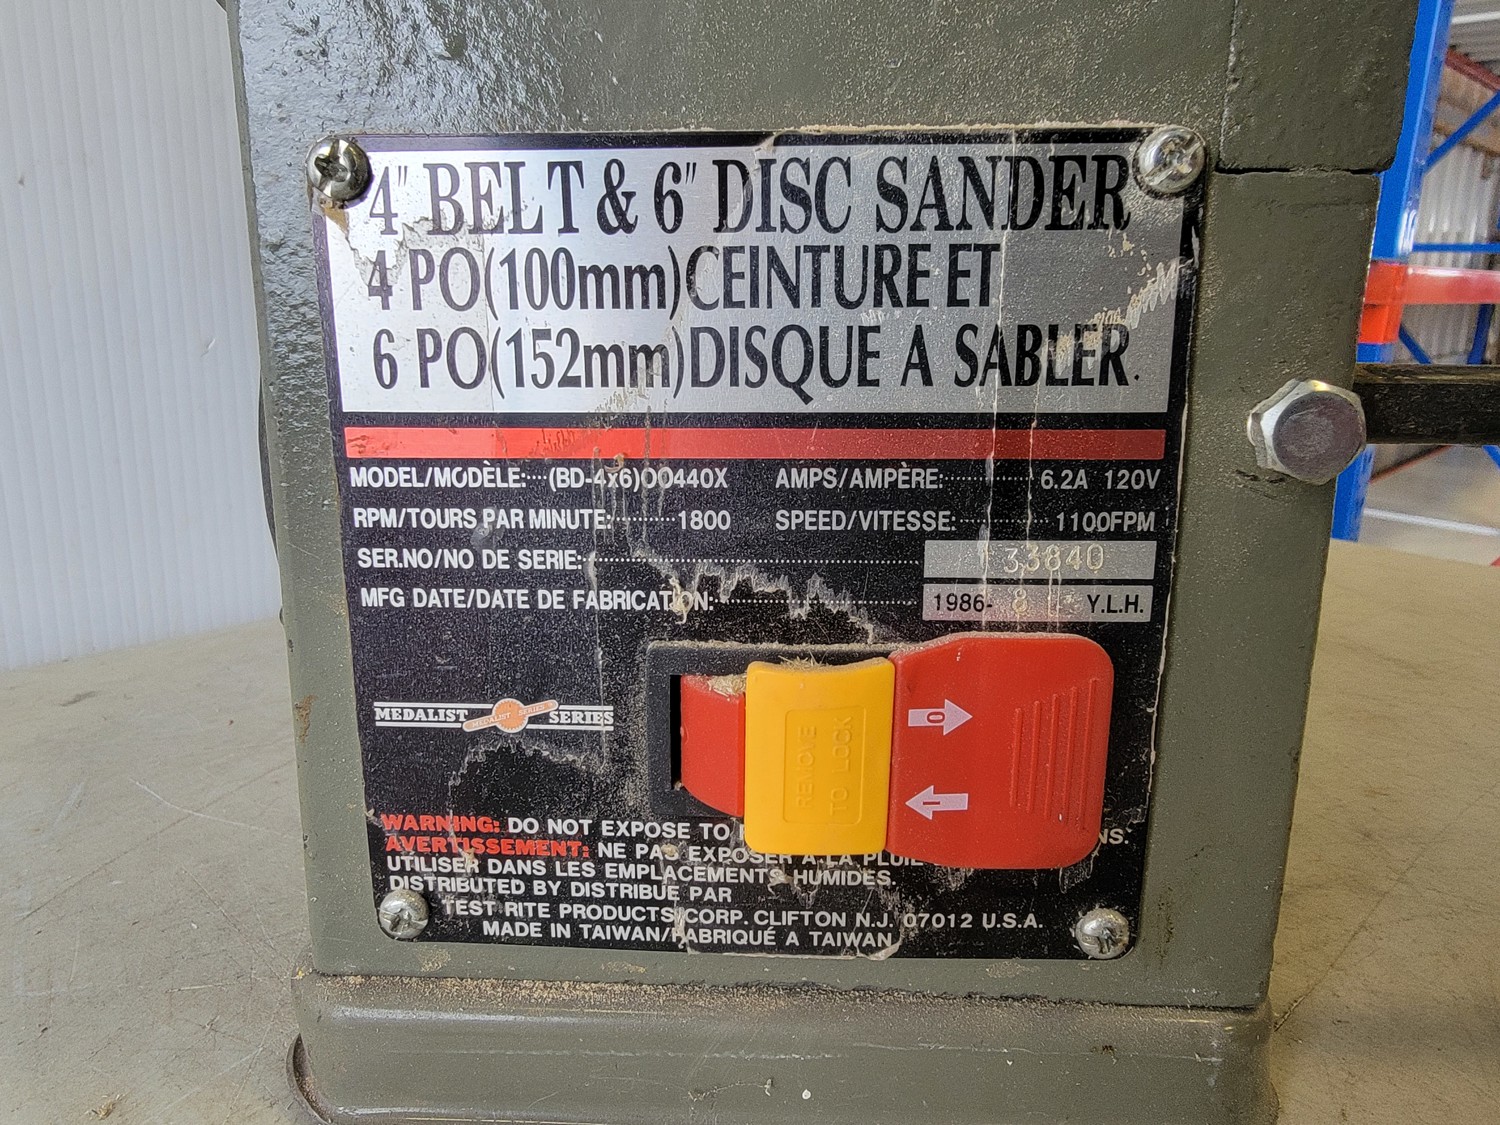 4" BELT & 6" DISC SANDER
4 PO(100mm)CEINTURE ET
6 PO(152mm)DISQUE A SABLER.
MODEL/MODÈLE:····(BD-4x6)OO440X AMPS/AMPÈRE:············6.2A 120V
RPM/TOURS PAR MINUTE:··········1800 SPEED/VITESSE:············1100FPM
SER.NO/NO DE SERIE:············ 33840
MFG DATE/DATE DE FABRICATION:············1986- 8 Y.L.H.
MEDALIST SERIES
MEDALIST SERIES
REMOVE
TO LOCK
O
I
WARNING: DO NOT EXPOSE TO
AVERTISSEMENT: NE PAS EXPOSER A LA PLUIE
UTILISER DANS LES EMPLACEMENTS HUMIDES.
DISTRIBUTED BY DISTRIBUE PAR
TEST RITE PRODUCTS CORP. CLIFTON N.J. 07012 U.S.A.
MADE IN TAIWAN/FABRIQUÉ A TAIWAN